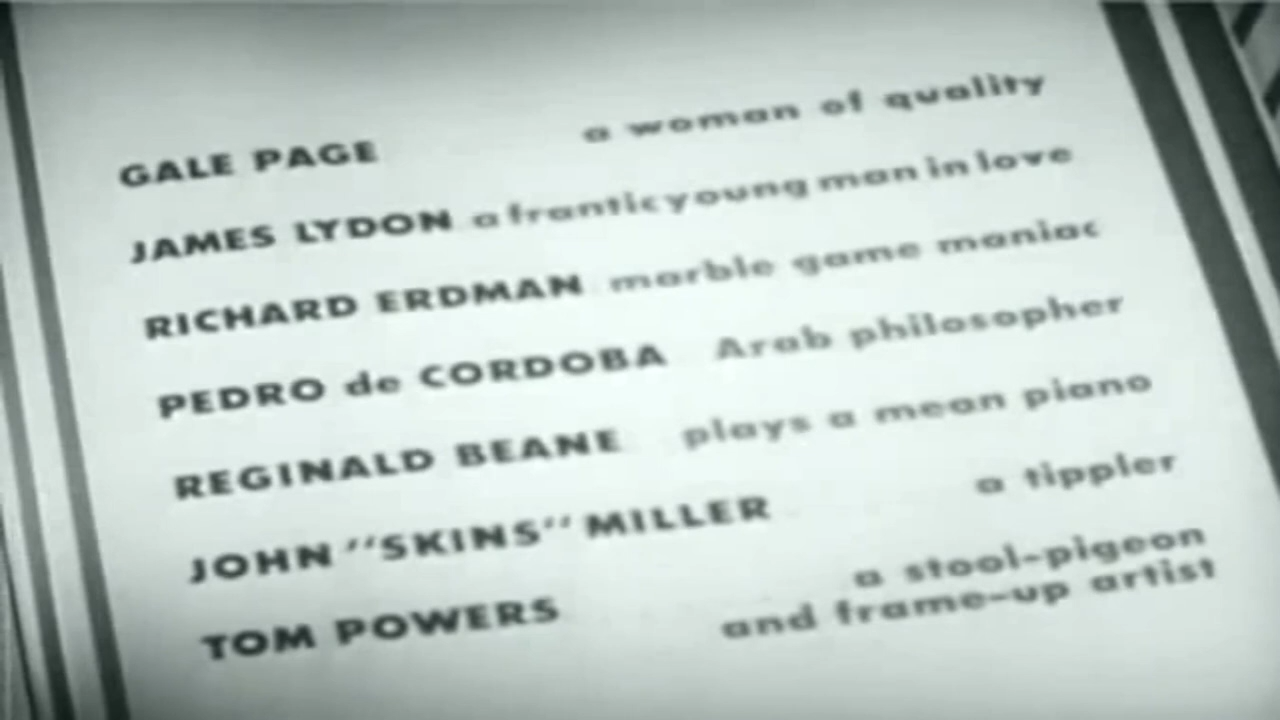 GALE PAGE a woman of quality
JAMES LYDON a frantic young man in love
RICHARD ERDMAN marble game maniac
PEDRO de CORDOBA Arab philosopher
REGINALD BEANE plays a mean piano
JOHN "SKINS" MILLER a tippler
TOM POWERS a stool-pigeon
and frame-up artist